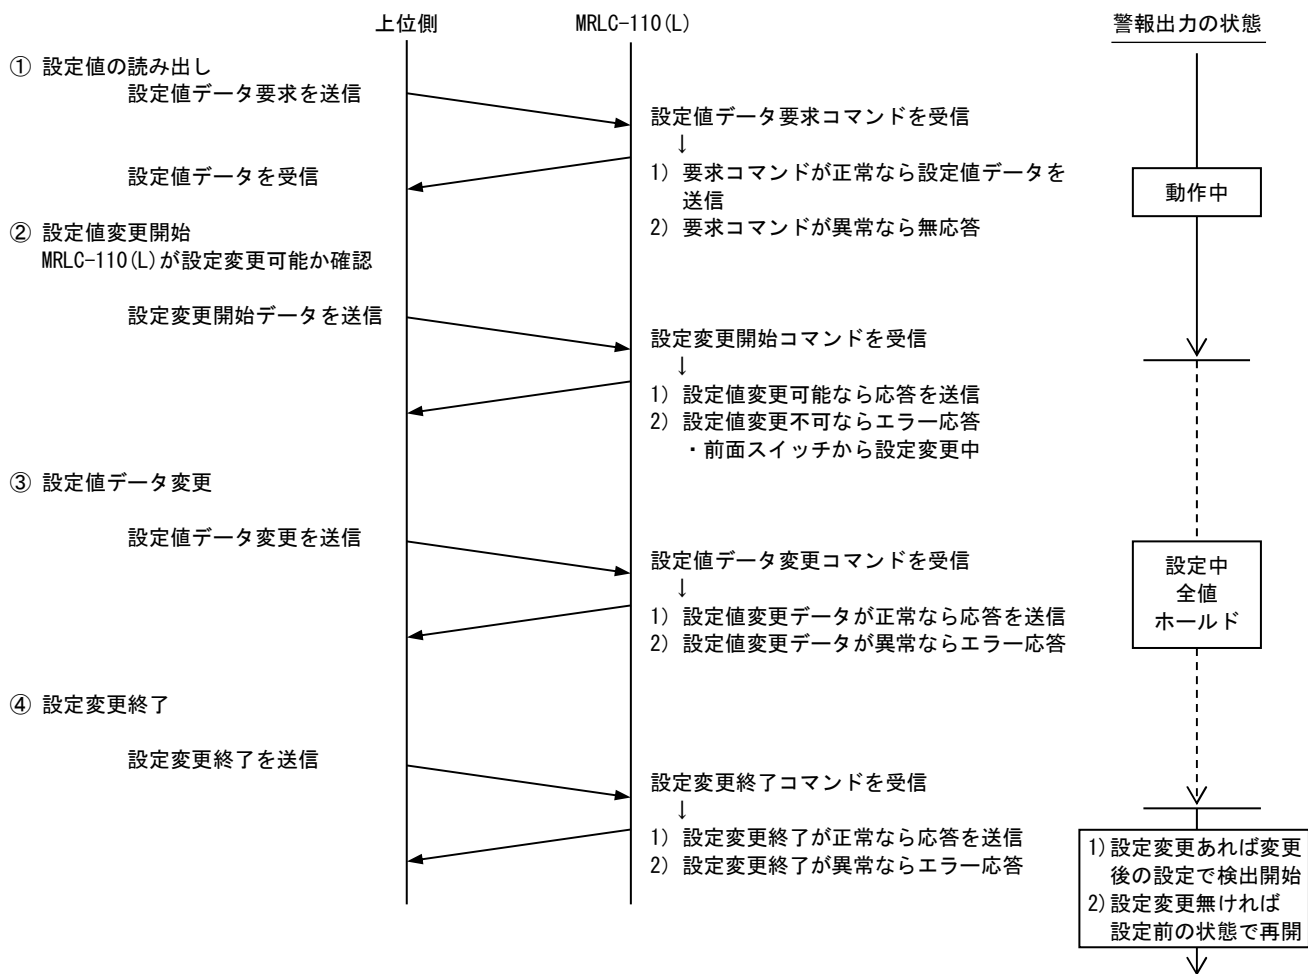 上位側
MRLC-110(L)
警報出力の状態
① 設定値の読み出し
設定値データ要求を送信
設定値データ要求コマンドを受信
↓
設定値データを受信
1) 要求コマンドが正常なら設定値データを
送信
2) 要求コマンドが異常なら無応答
動作中
② 設定値変更開始
MRLC-110(L)が設定変更可能か確認
設定変更開始データを送信
設定変更開始コマンドを受信
↓
1) 設定値変更可能なら応答を送信
2) 設定値変更不可ならエラー応答
・前面スイッチから設定変更中
③ 設定値データ変更
設定値データ変更を送信
設定値データ変更コマンドを受信
↓
1) 設定値変更データが正常なら応答を送信
2) 設定値変更データが異常ならエラー応答
設定中
全値
ホールド
④ 設定変更終了
設定変更終了を送信
設定変更終了コマンドを受信
↓
1) 設定変更終了が正常なら応答を送信
2) 設定変更終了が異常ならエラー応答
1)設定変更あれば変更
後の設定で検出開始
2)設定変更無ければ
設定前の状態で再開